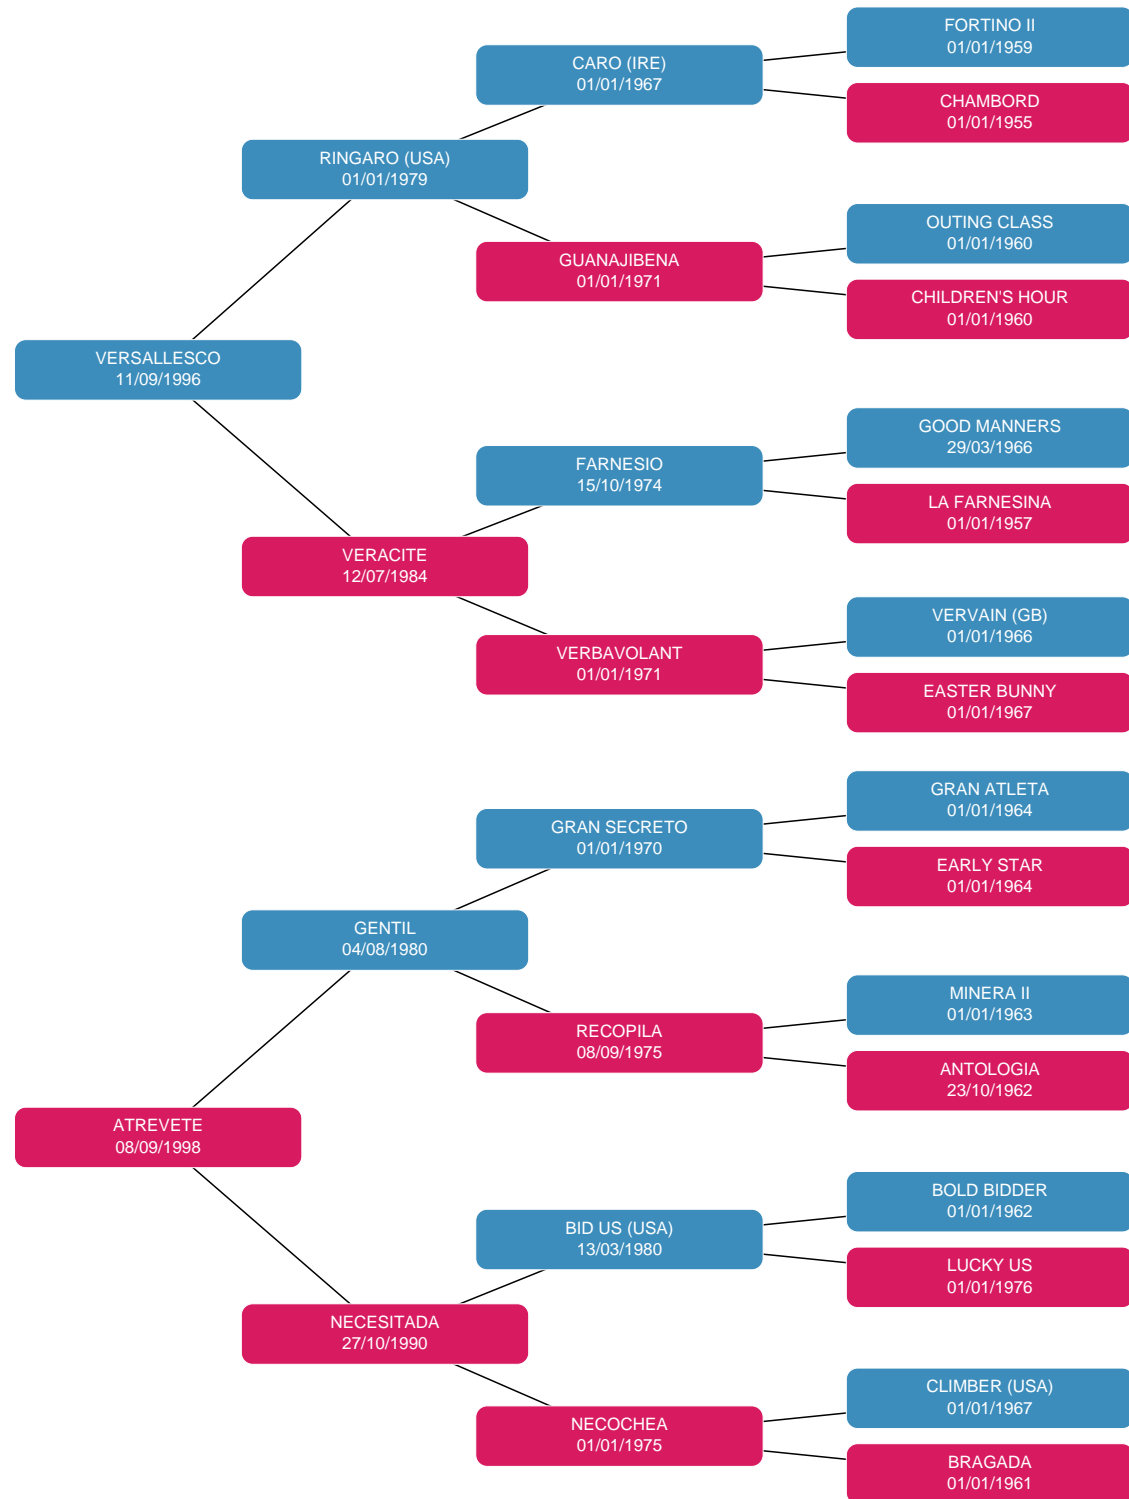 FORTINO II
01/01/1959
CARO (IRE)
01/01/1967
CHAMBORD
01/01/1955
RINGARO (USA)
01/01/1979
OUTING CLASS
01/01/1960
GUANAJIBENA
01/01/1971
CHILDREN'S HOUR
01/01/1960
VERSALLESCO
11/09/1996
GOOD MANNERS
29/03/1966
FARNESIO
15/10/1974
LA FARNESINA
01/01/1957
VERACITE
12/07/1984
VERVAIN (GB)
01/01/1966
VERBAVOLANT
01/01/1971
EASTER BUNNY
01/01/1967
GRAN ATLETA
01/01/1964
GRAN SECRETO
01/01/1970
EARLY STAR
01/01/1964
GENTIL
04/08/1980
MINERA II
01/01/1963
RECOPILA
08/09/1975
ANTOLOGIA
23/10/1962
ATREVETE
08/09/1998
BOLD BIDDER
01/01/1962
BID US (USA)
13/03/1980
LUCKY US
01/01/1976
NECESITADA
27/10/1990
CLIMBER (USA)
01/01/1967
NECOCHEA
01/01/1975
BRAGADA
01/01/1961